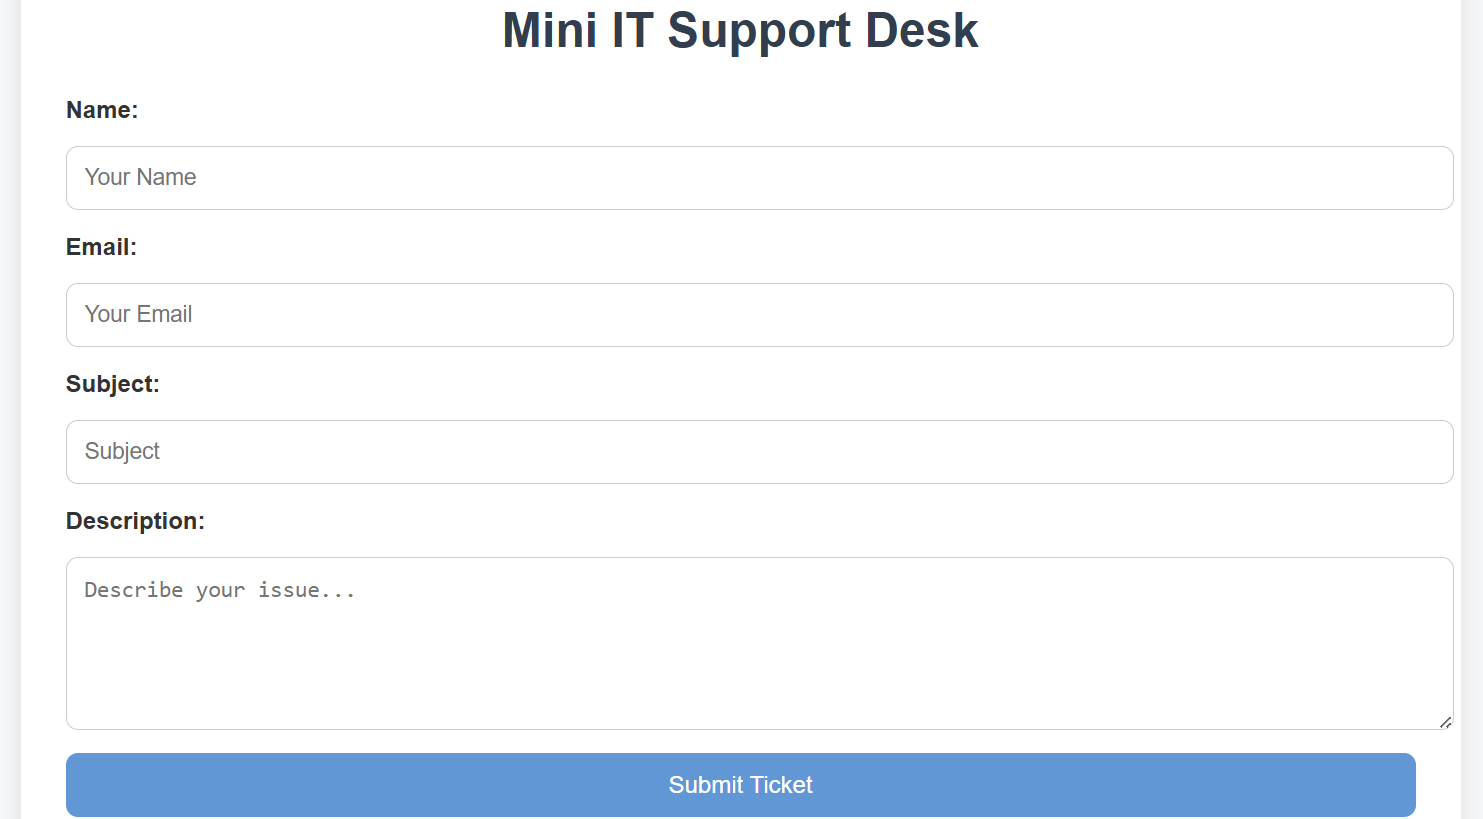 Mini IT Support Desk
Name:
Your Name
Email:
Your Email
Subject:
Subject
Description:
Describe your issue...
Submit Ticket